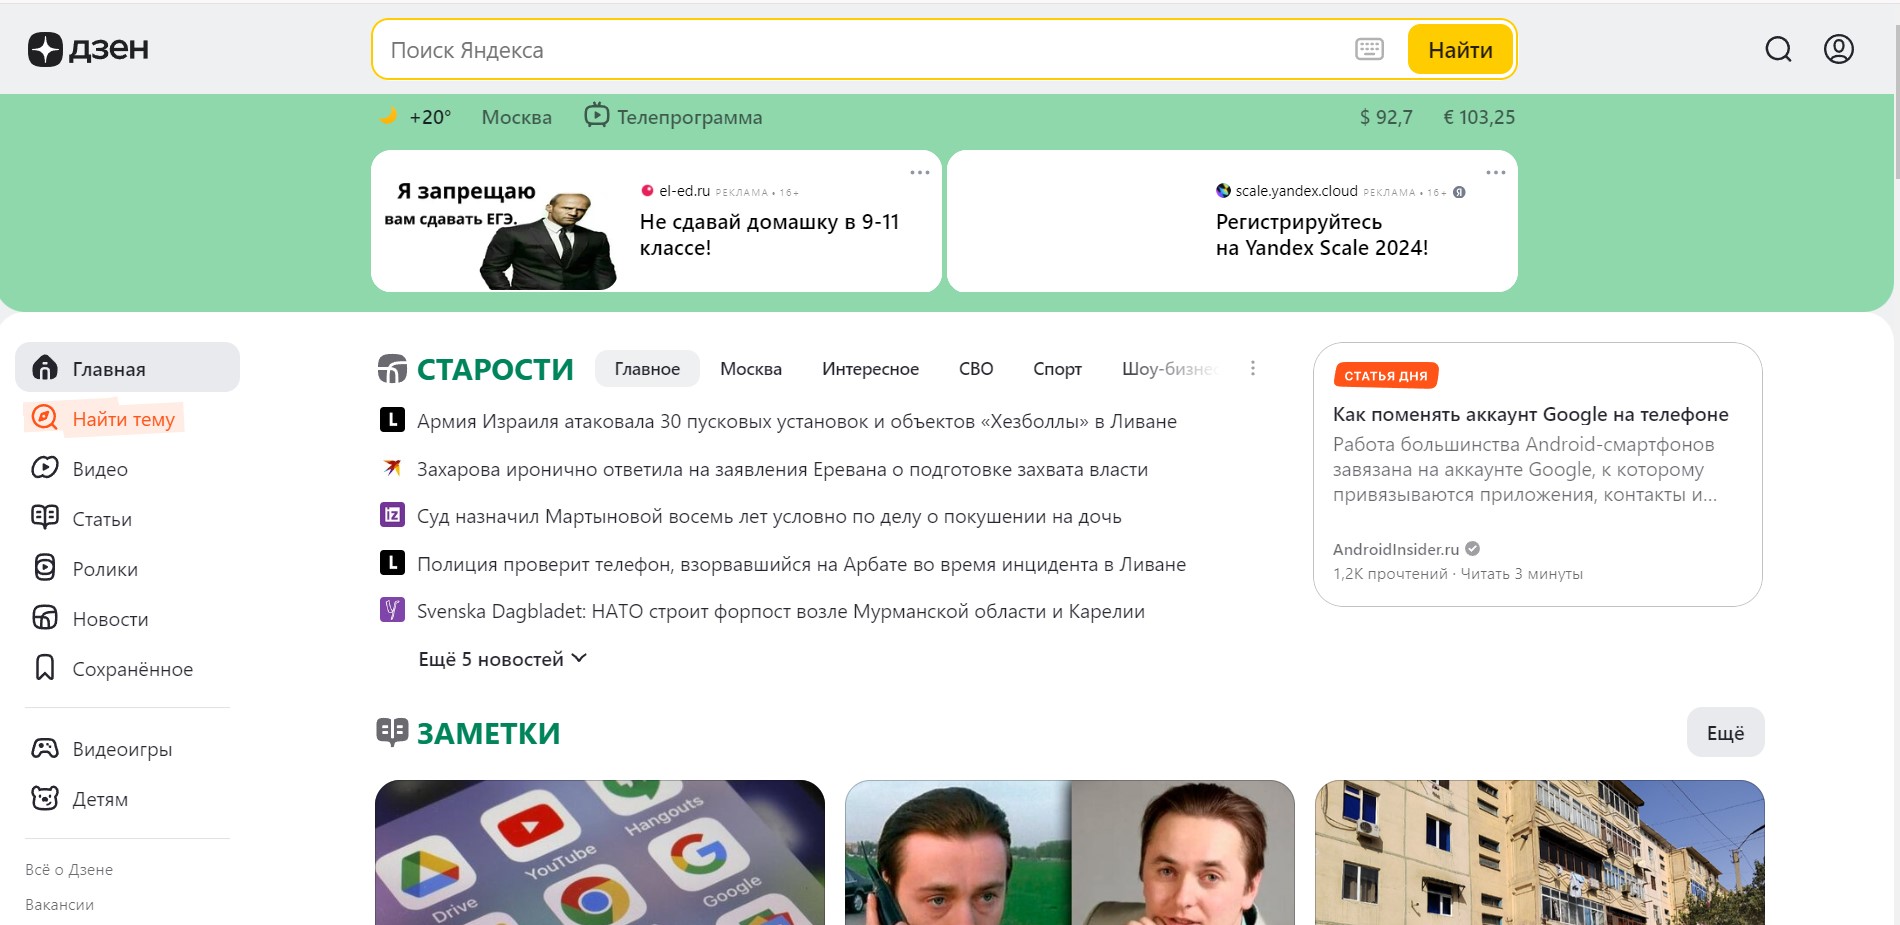 дзен
Поиск Яндекса
Найти
+20°
Москва
Телепрограмма
$ 92,7
€ 103,25
Я запрещаю
вам сдавать ЕГЭ.
el-ed.ru РЕКЛАМА • 16+
Не сдавай домашку в 9-11
классе!
scale.yandex.cloud РЕКЛАМА • 16+ Я
Регистрируйтесь
на Yandex Scale 2024!
Главная
Найти тему
Видео
Статьи
Ролики
Новости
Сохранённое
Видеоигры
Детям
Всё о Дзене
Вакансии
СТАРОСТИ
Главное
Москва
Интересное
СВО
Спорт
Шоу-бизнес
L Армия Израиля атаковала 30 пусковых установок и объектов «Хезболлы» в Ливане
Захарова иронично ответила на заявления Еревана о подготовке захвата власти
iz Суд назначил Мартыновой восемь лет условно по делу о покушении на дочь
L Полиция проверит телефон, взорвавшийся на Арбате во время инцидента в Ливане
Svenska Dagbladet: НАТО строит форпост возле Мурманской области и Карелии
Ещё 5 новостей
СТАТЬЯ ДНЯ
Как поменять аккаунт Google на телефоне
Работа большинства Android-смартфонов
завязана на аккаунте Google, к которому
привязываются приложения, контакты и...
AndroidInsider.ru
1,2К прочтений · Читать 3 минуты
ЗАМЕТКИ
Ещё
Hangouts
YouTube
G
Google
Drive